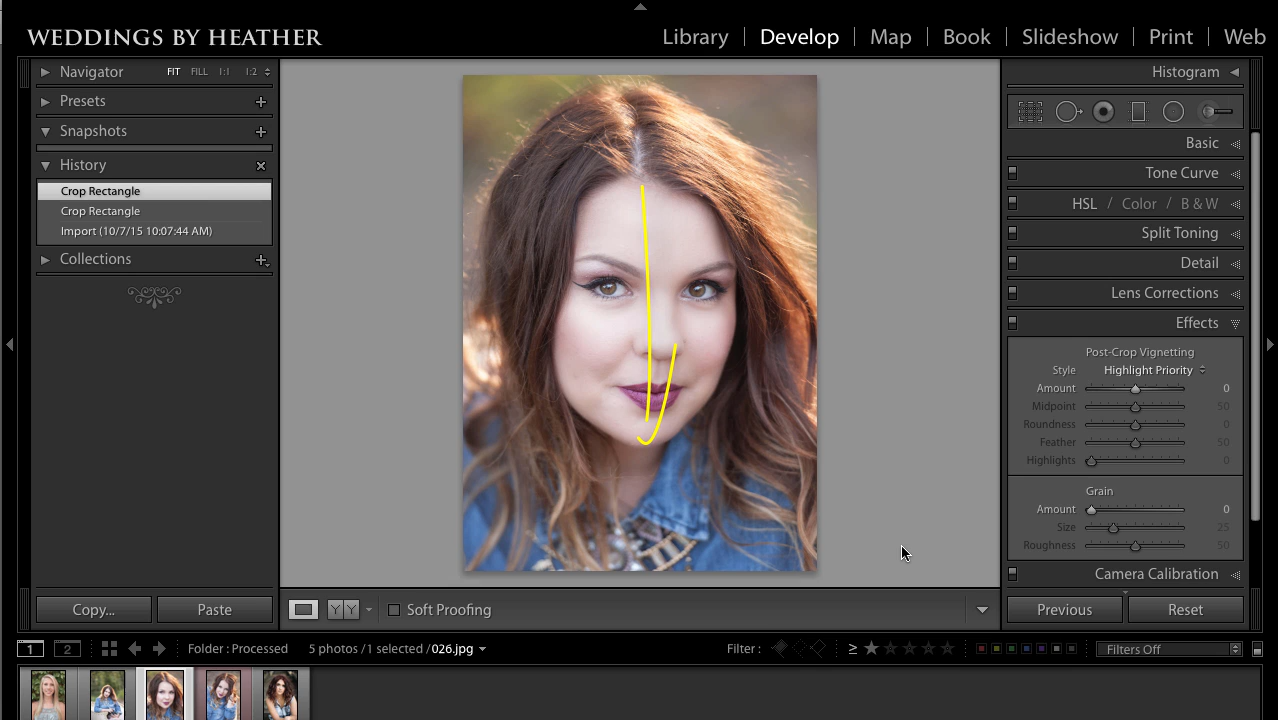 WEDDINGS BY HEATHER
Library | Develop | Map | Book | Slideshow | Print | Web
Navigator FIT FILL 1:1 1:2
Presets
Snapshots
History
Crop Rectangle
Crop Rectangle
Import (10/7/15 10:07:44 AM)
Collections
Copy... Paste
Soft Proofing
Histogram
Basic
Tone Curve
HSL / Color / B & W
Split Toning
Detail
Lens Corrections
Effects
Post-Crop Vignetting
Style Highlight Priority
Amount 0
Midpoint 50
Roundness 0
Feather 50
Highlights 0
Grain
Amount 0
Size 25
Roughness 50
Camera Calibration
Previous Reset
1 2 Folder : Processed 5 photos / 1 selected / 026.jpg Filter : ≥ Filters Off